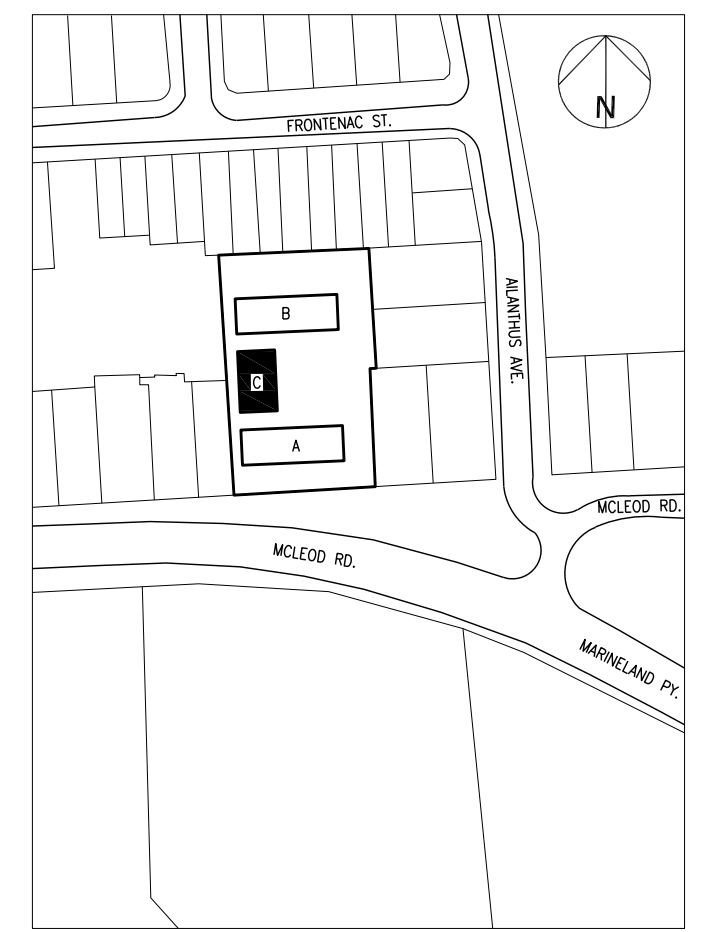 N
FRONTENAC ST.
AILANTHUS AVE.
B
C
A
MCLEOD RD.
MCLEOD RD.
MARINELAND PY.